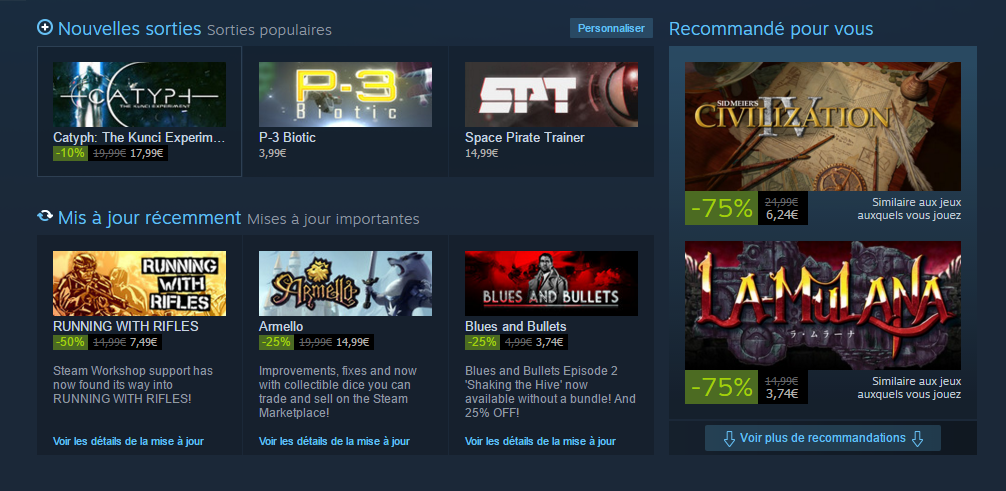 Nouvelles sorties Sorties populaires
Personnaliser
CATYPH
THE KUNCI EXPERIMENT
Catyph: The Kunci Experim...
-10% 19,99€ 17,99€
P-3
Biotic
P-3 Biotic
3,99€
SPT
Space Pirate Trainer
14,99€
Mis à jour récemment Mises à jour importantes
RUNNING
WITH
RIFLES
RUNNING WITH RIFLES
-50% 14,99€ 7,49€
Steam Workshop support has
now found its way into
RUNNING WITH RIFLES!
Voir les détails de la mise à jour
Armello
Armello
-25% 19,99€ 14,99€
Improvements, fixes and now
with collectible dice you can
trade and sell on the Steam
Marketplace!
Voir les détails de la mise à jour
BLUES AND BULLETS
Blues and Bullets
-25% 4,99€ 3,74€
Blues and Bullets Episode 2
'Shaking the Hive' now
available without a bundle! And
25% OFF!
Voir les détails de la mise à jour
Recommandé pour vous
SID MEIER'S
CIVILIZATION
IV
-75% 24,99€
6,24€
Similaire aux jeux
auxquels vous jouez
LA-MULANA
ラ・ムラーナ
-75% 14,99€
3,74€
Similaire aux jeux
auxquels vous jouez
Voir plus de recommandations